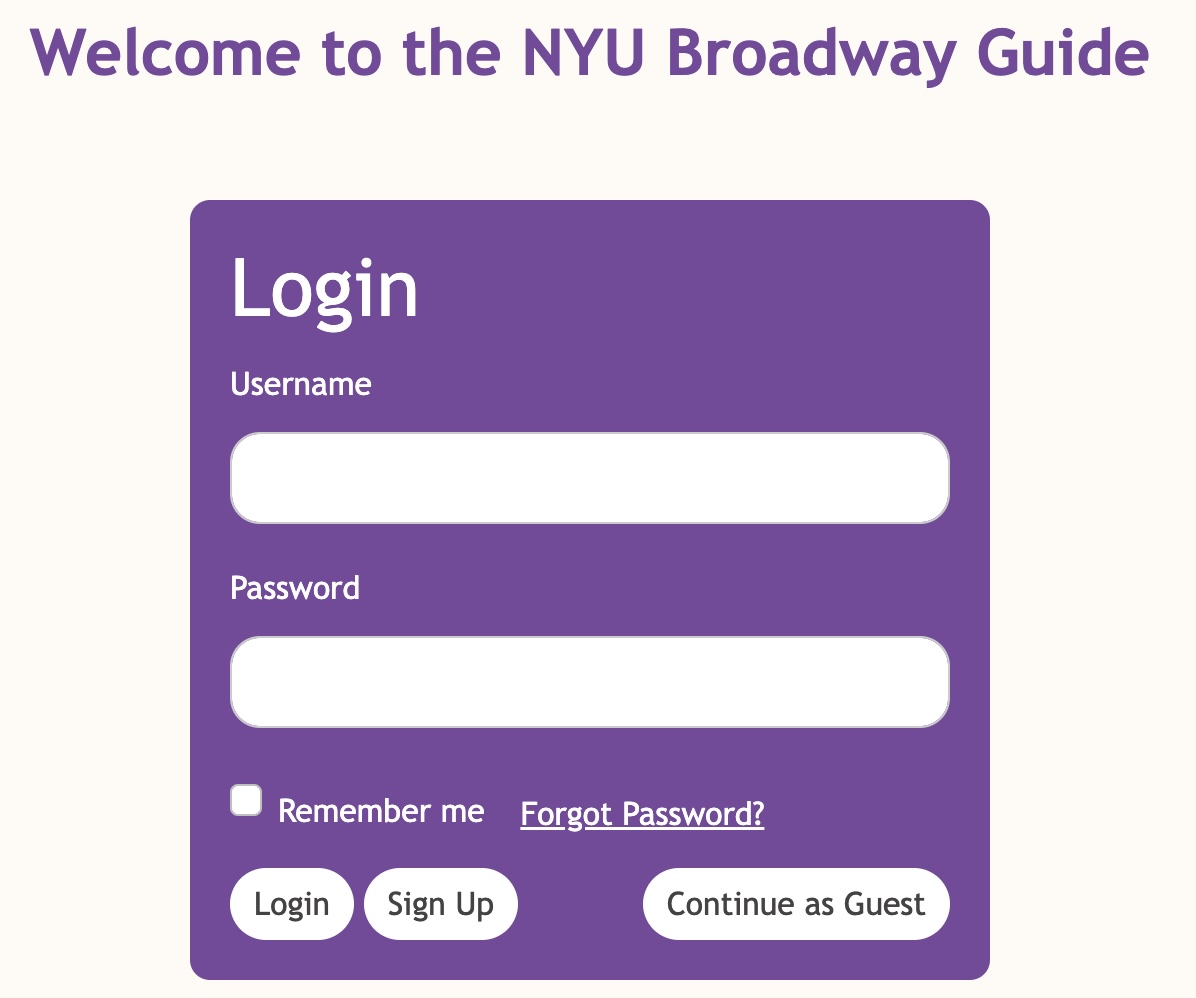 Welcome to the NYU Broadway Guide
Login
Username
Password
Remember me Forgot Password?
Login Sign Up Continue as Guest